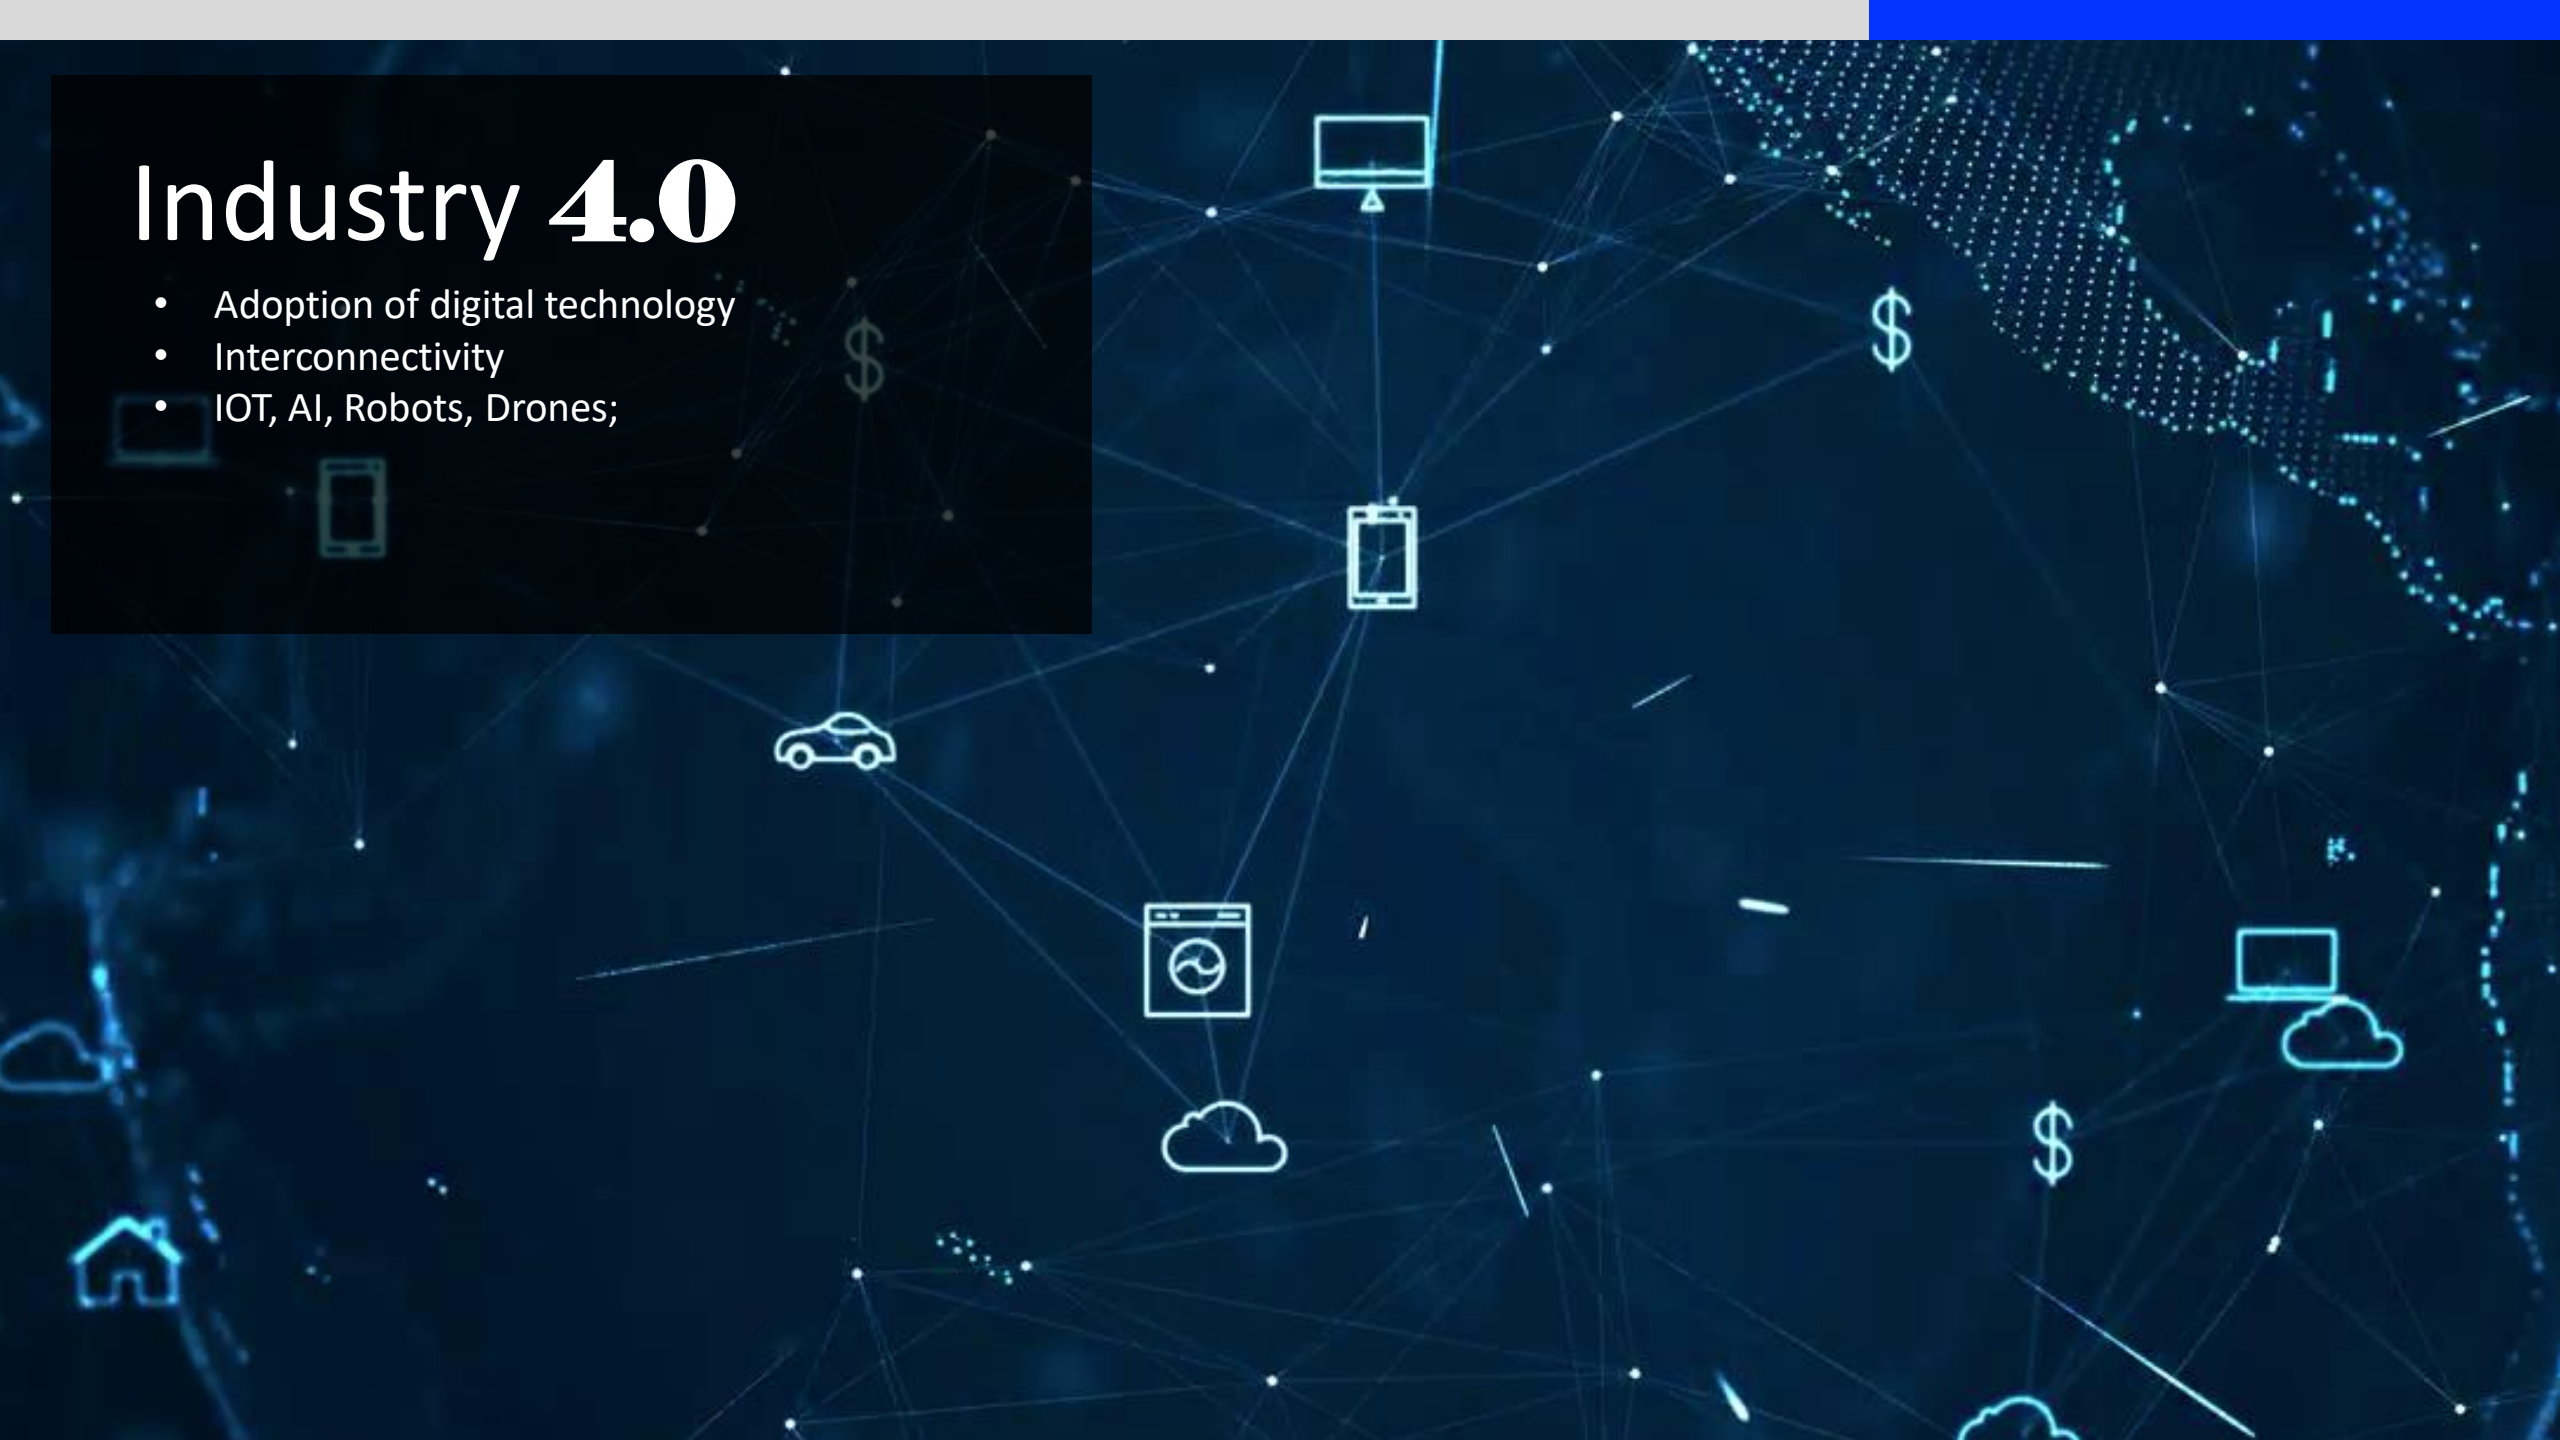 Industry 4.0
• Adoption of digital technology
• Interconnectivity
• IOT, AI, Robots, Drones;